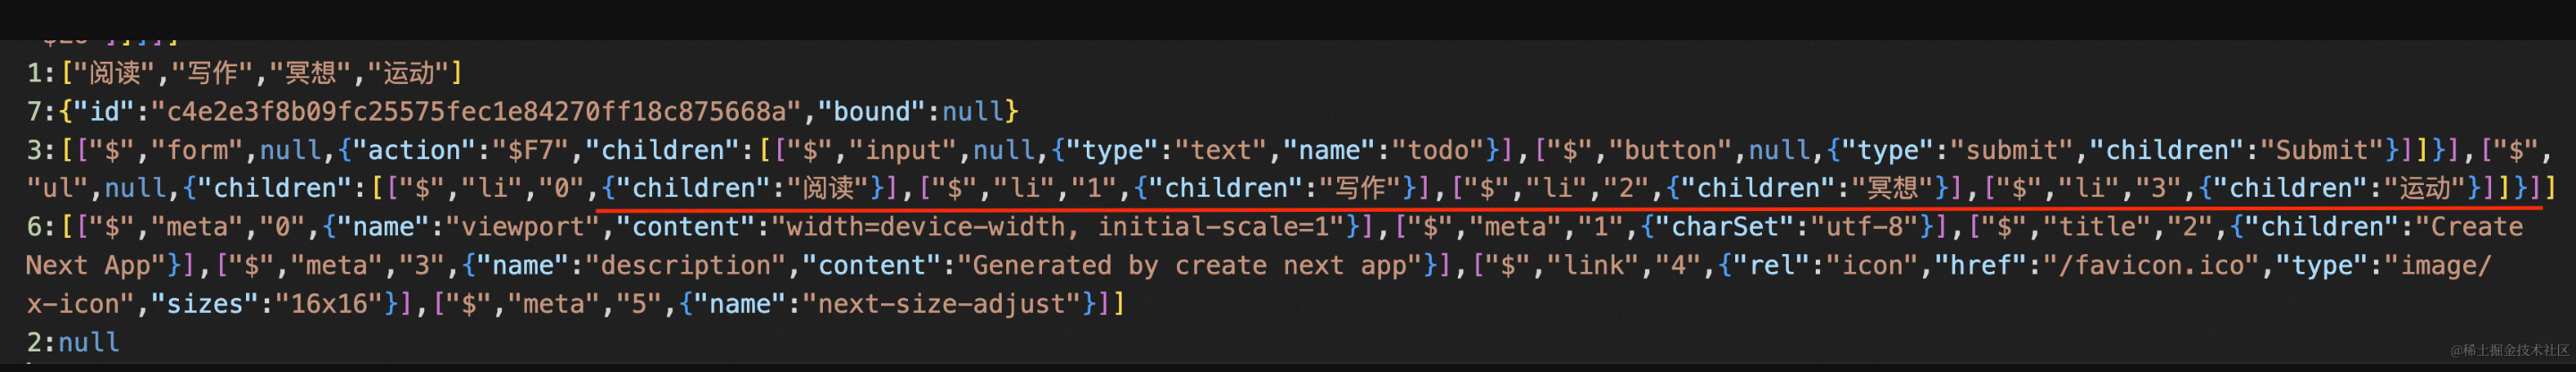 1:["阅读","写作","冥想","运动"]
7:{"id":"c4e2e3f8b09fc25575fec1e84270ff18c875668a","bound":null}
3:[["$","form",null,{"action":"$F7","children":[["$","input",null,{"type":"text","name":"todo"}],["$","button",null,{"type":"submit","children":"Submit"}]]}],["$",
"ul",null,{"children":[["$","li","0",{"children":"阅读"}],["$","li","1",{"children":"写作"}],["$","li","2",{"children":"冥想"}],["$","li","3",{"children":"运动"}]]}]]
6:[["$","meta","0",{"name":"viewport","content":"width=device-width, initial-scale=1"}],["$","meta","1",{"charSet":"utf-8"}],["$","title","2",{"children":"Create
Next App"}],["$","meta","3",{"name":"description","content":"Generated by create next app"}],["$","link","4",{"rel":"icon","href":"/favicon.ico","type":"image/
x-icon","sizes":"16x16"}],["$","meta","5",{"name":"next-size-adjust"}]]
2:null
@稀土掘金技术社区